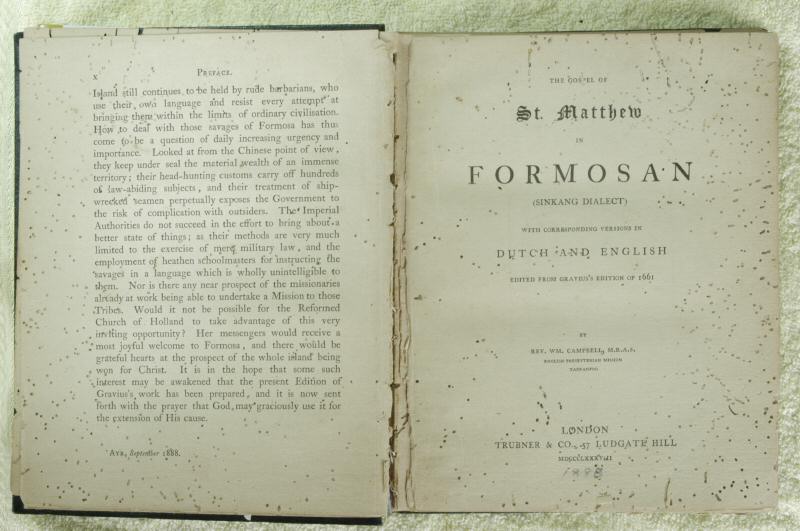 x
PREFACE.
Island still continues to be held by rude barbarians, who
use their own language and resist every attempt at
bringing them within the limits of ordinary civilisation.
How to deal with those savages of Formosa has thus
come to be a question of daily increasing urgency and
importance. Looked at from the Chinese point of view,
they keep under seal the material wealth of an immense
territory; their head-hunting customs carry off hundreds
of law-abiding subjects, and their treatment of ship-
wrecked seamen perpetually exposes the Government to
the risk of complication with outsiders. The Imperial
Authorities do not succeed in the effort to bring about a
better state of things; as their methods are very much
limited to the exercise of mere military law, and the
employment of heathen schoolmasters for instructing the
savages in a language which is wholly unintelligible to
them. Nor is there any near prospect of the missionaries
already at work being able to undertake a Mission to those
Tribes. Would it not be possible for the Reformed
Church of Holland to take advantage of this very
inviting opportunity? Her messengers would receive a
most joyful welcome to Formosa, and there would be
grateful hearts at the prospect of the whole island being
won for Christ. It is in the hope that some such
interest may be awakened that the present Edition of
Gravius's work has been prepared, and it is now sent
forth with the prayer that God may graciously use it for
the extension of His cause.
AYR, September 1888.
THE GOSPEL OF
St. Matthew
IN
FORMOSAN
(SINKANG DIALECT)
WITH CORRESPONDING VERSIONS IN
DUTCH AND ENGLISH
EDITED FROM GRAVIUS'S EDITION OF 1661
BY
REV. WM. CAMPBELL, M.R.A.S.
ENGLISH PRESBYTERIAN MISSION
TAIWANFOO
LONDON
TRUBNER & CO., 57 LUDGATE HILL
MDCCCLXXXVIII
1888